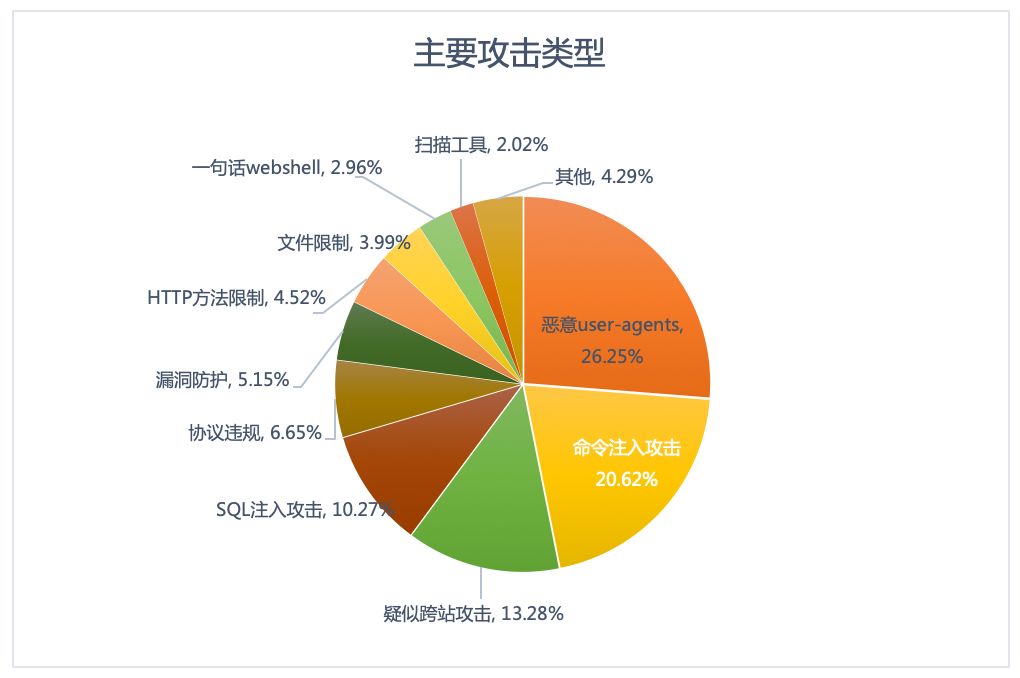 主要攻击类型
扫描工具, 2.02%
一句话webshell, 2.96%
其他, 4.29%
文件限制, 3.99%
HTTP方法限制, 4.52%
恶意user-agents,
26.25%
漏洞防护, 5.15%
协议违规, 6.65%
命令注入攻击
20.62%
SQL注入攻击, 10.27%
疑似跨站攻击, 13.28%